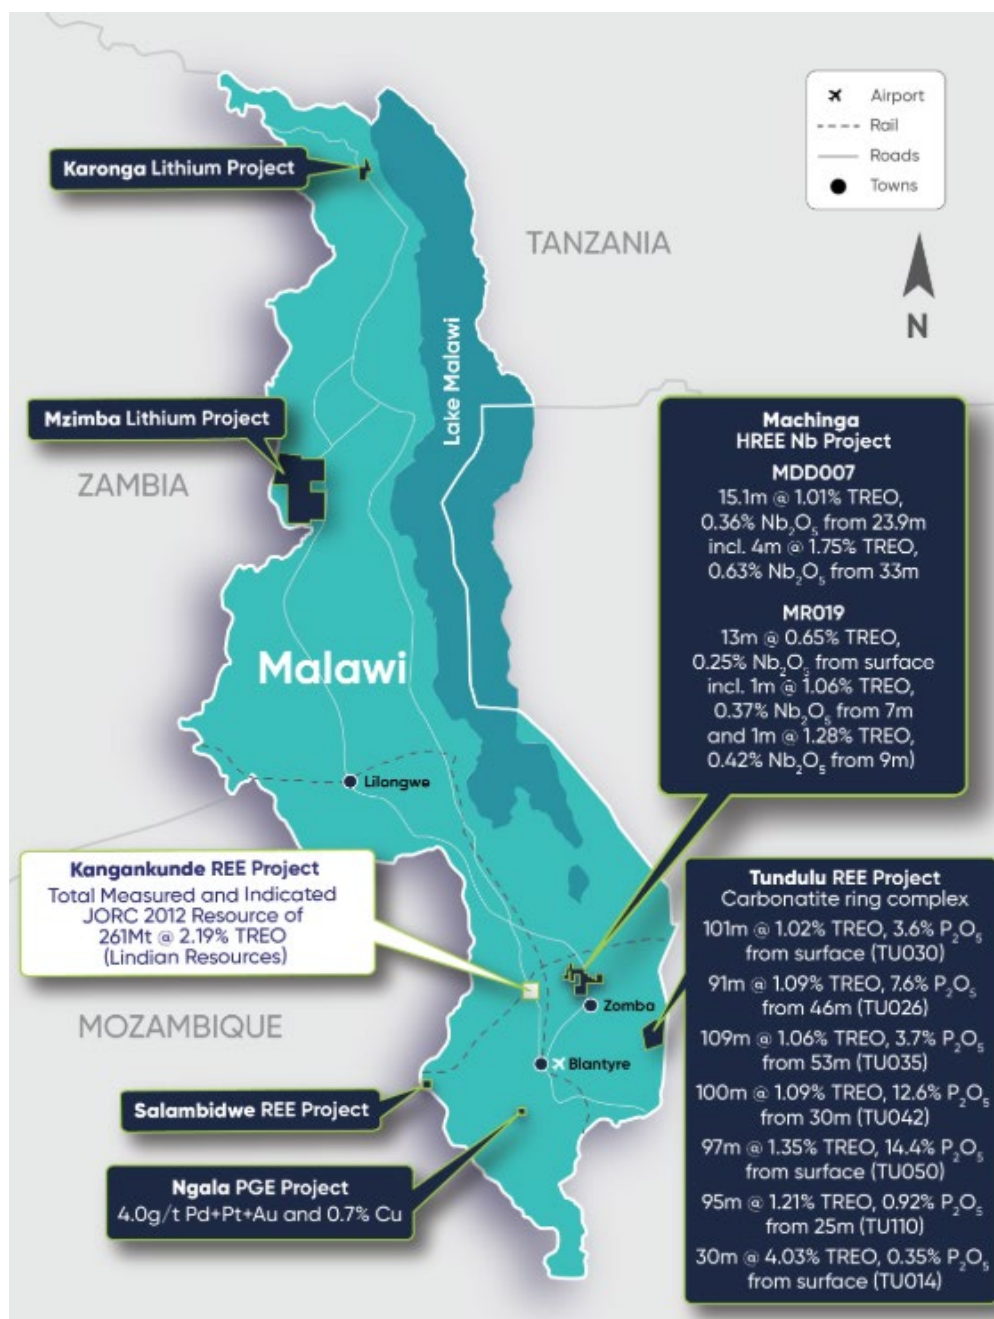 Airport
Rail
Roads
Towns
N
Karonga Lithium Project
TANZANIA
Lake Malawi
Mzimba Lithium Project
ZAMBIA
Machinga
HREE Nb Project
MDD007
15.1m @ 1.01% TREO,
0.36% Nb₂O₅ from 23.9m
incl. 4m @ 1.75% TREO,
0.63% Nb₂O₅ from 33m
MR019
13m @ 0.65% TREO,
0.25% Nb₂O₅ from surface
incl. 1m @ 1.06% TREO,
0.37% Nb₂O₅ from 7m
and 1m @ 1.28% TREO,
0.42% Nb₂O₅ from 9m)
Malawi
Lilongwe
Kangankunde REE Project
Total Measured and Indicated
JORC 2012 Resource of
261Mt @ 2.19% TREO
(Lindian Resources)
Tundulu REE Project
Carbonatite ring complex
101m @ 1.02% TREO, 3.6% P₂O₅
from surface (TU030)
91m @ 1.09% TREO, 7.6% P₂O₅
from 46m (TU026)
109m @ 1.06% TREO, 3.7% P₂O₅
from 53m (TU035)
100m @ 1.09% TREO, 12.6% P₂O₅
from 30m (TU042)
97m @ 1.35% TREO, 14.4% P₂O₅
from surface (TU050)
95m @ 1.21% TREO, 0.92% P₂O₅
from 25m (TU110)
30m @ 4.03% TREO, 0.35% P₂O₅
from surface (TU014)
Zomba
MOZAMBIQUE
Blantyre
Salambidwe REE Project
Ngala PGE Project
4.0g/t Pd+Pt+Au and 0.7% Cu